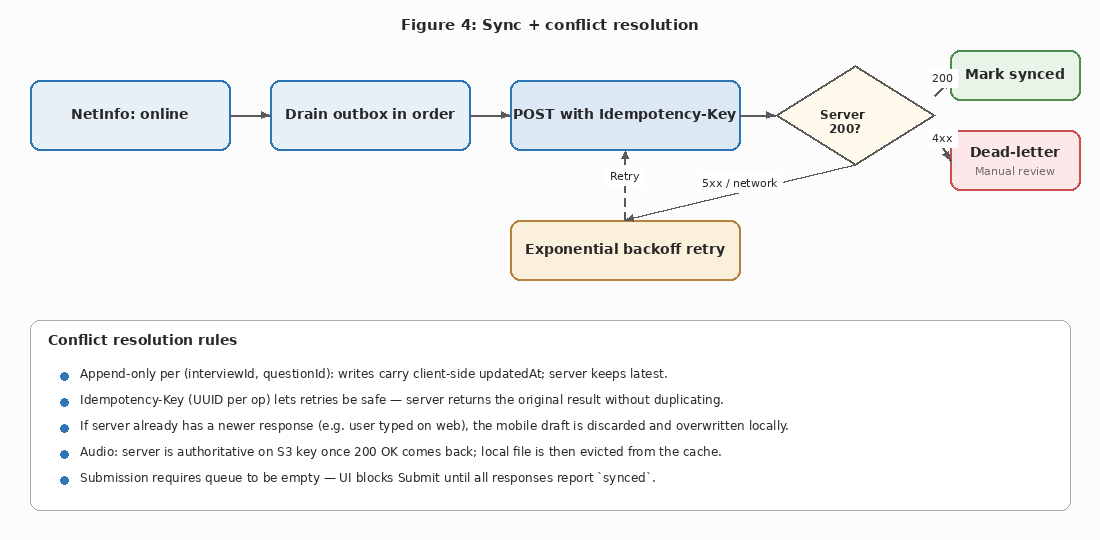 Figure 4: Sync + conflict resolution
NetInfo: online
Drain outbox in order
POST with Idempotency-Key
Server
200?
200
Mark synced
4xx
Dead-letter
Manual review
Retry
5xx / network
Exponential backoff retry
Conflict resolution rules
Append-only per (interviewId, questionId): writes carry client-side updatedAt; server keeps latest.
Idempotency-Key (UUID per op) lets retries be safe — server returns the original result without duplicating.
If server already has a newer response (e.g. user typed on web), the mobile draft is discarded and overwritten locally.
Audio: server is authoritative on S3 key once 200 OK comes back; local file is then evicted from the cache.
Submission requires queue to be empty — UI blocks Submit until all responses report `synced`.